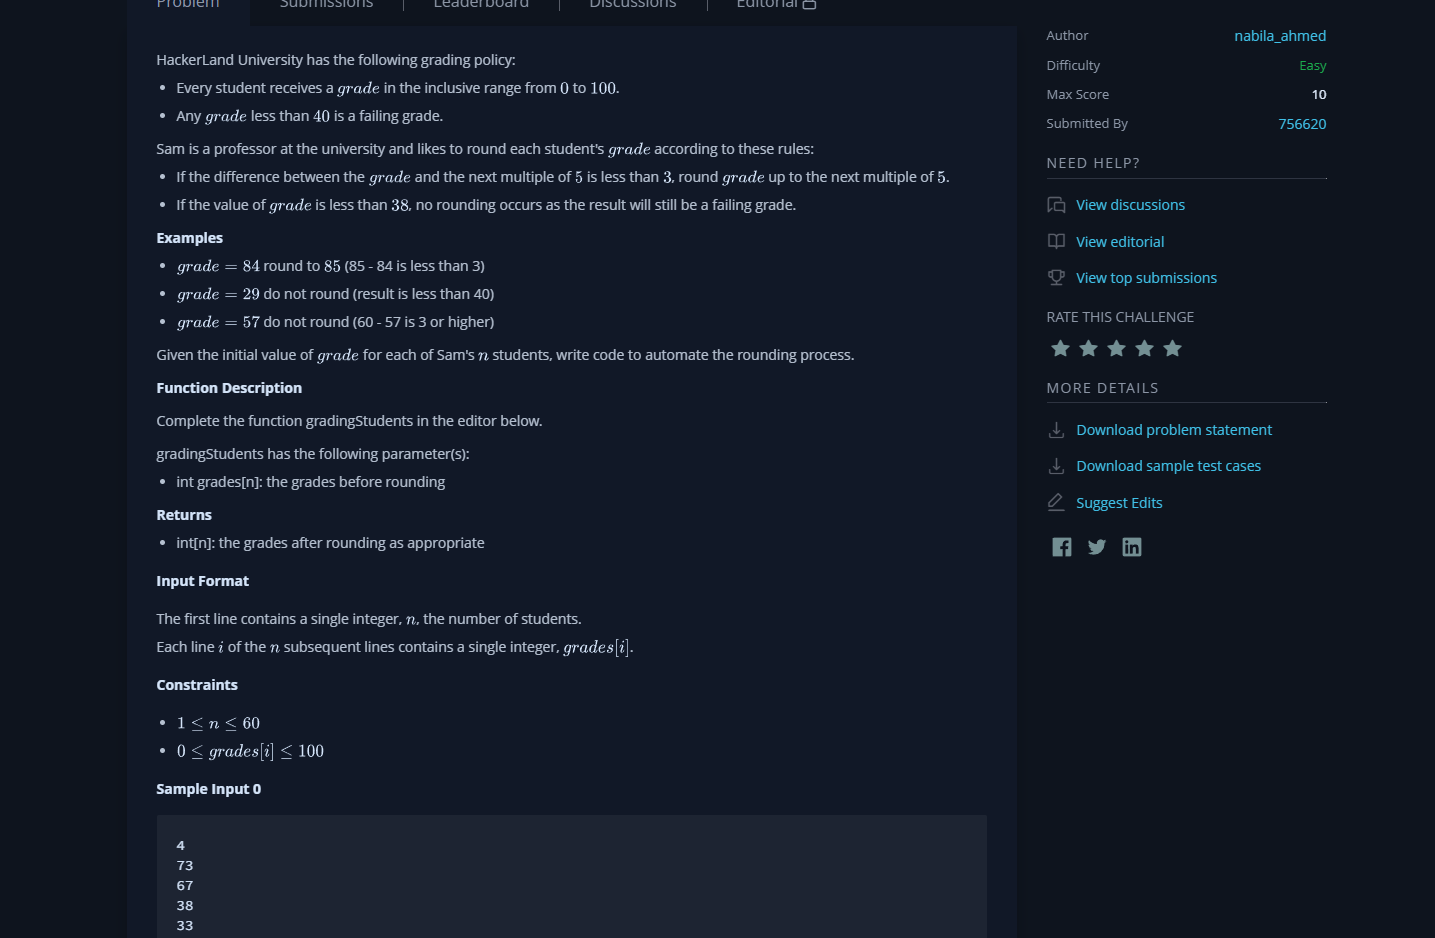 Problem
Submissions
Leaderboard
Discussions
Editorial
HackerLand University has the following grading policy:
• Every student receives a grade in the inclusive range from 0 to 100.
• Any grade less than 40 is a failing grade.
Sam is a professor at the university and likes to round each student's grade according to these rules:
• If the difference between the grade and the next multiple of 5 is less than 3, round grade up to the next multiple of 5.
• If the value of grade is less than 38, no rounding occurs as the result will still be a failing grade.
Examples
• grade = 84 round to 85 (85 - 84 is less than 3)
• grade = 29 do not round (result is less than 40)
• grade = 57 do not round (60 - 57 is 3 or higher)
Given the initial value of grade for each of Sam's n students, write code to automate the rounding process.
Function Description
Complete the function gradingStudents in the editor below.
gradingStudents has the following parameter(s):
• int grades[n]: the grades before rounding
Returns
• int[n]: the grades after rounding as appropriate
Input Format
The first line contains a single integer, n, the number of students.
Each line i of the n subsequent lines contains a single integer, grades[i].
Constraints
• 1 ≤ n ≤ 60
• 0 ≤ grades[i] ≤ 100
Sample Input 0
4
73
67
38
33
Author nabila_ahmed
Difficulty Easy
Max Score 10
Submitted By 756620
NEED HELP?
View discussions
View editorial
View top submissions
RATE THIS CHALLENGE
MORE DETAILS
Download problem statement
Download sample test cases
Suggest Edits